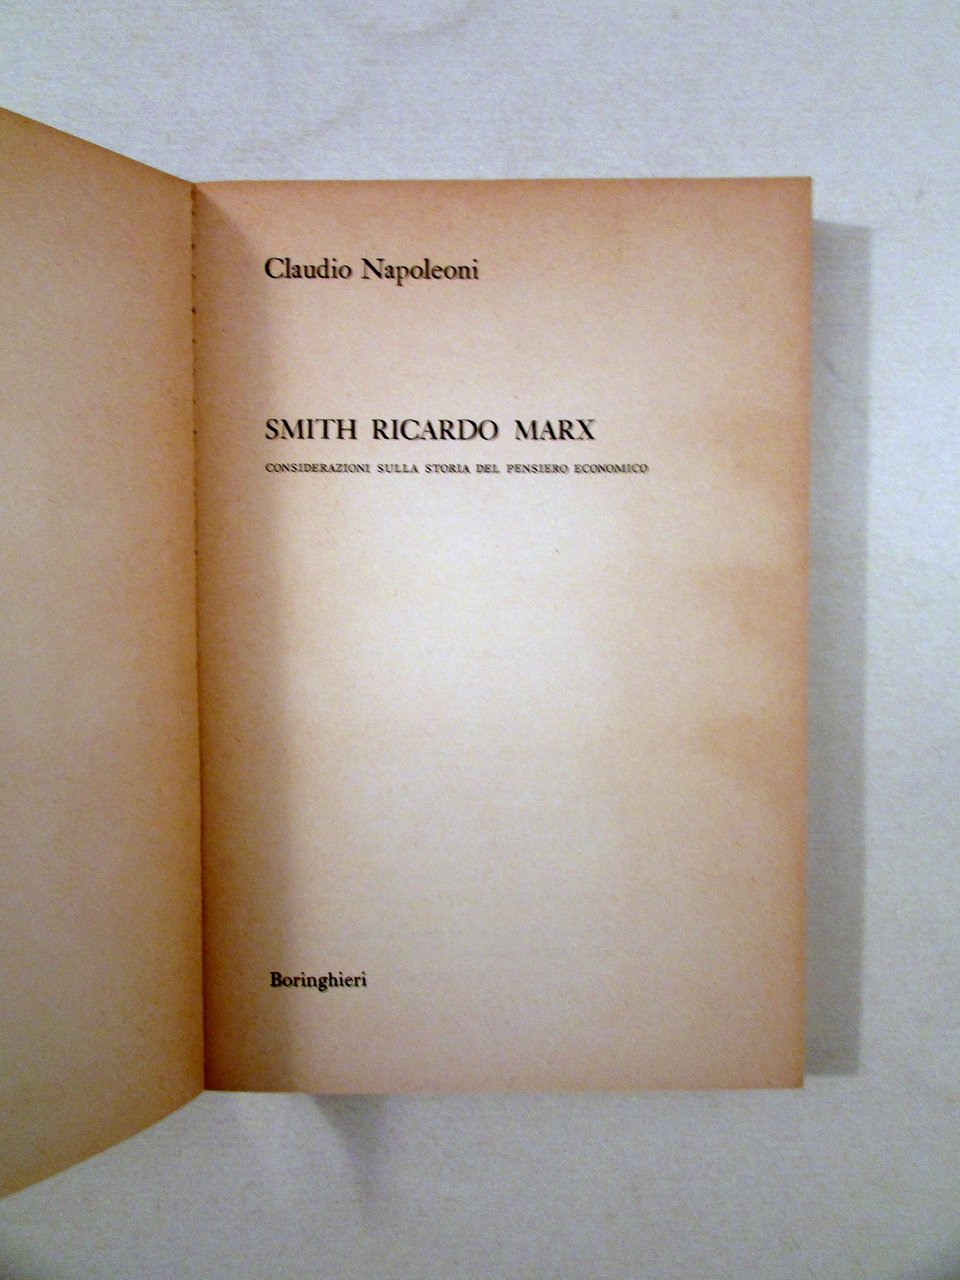 Claudio Napoleoni
SMITH RICARDO MARX
CONSIDERAZIONI SULLA STORIA DEL PENSIERO ECONOMICO
Boringhieri